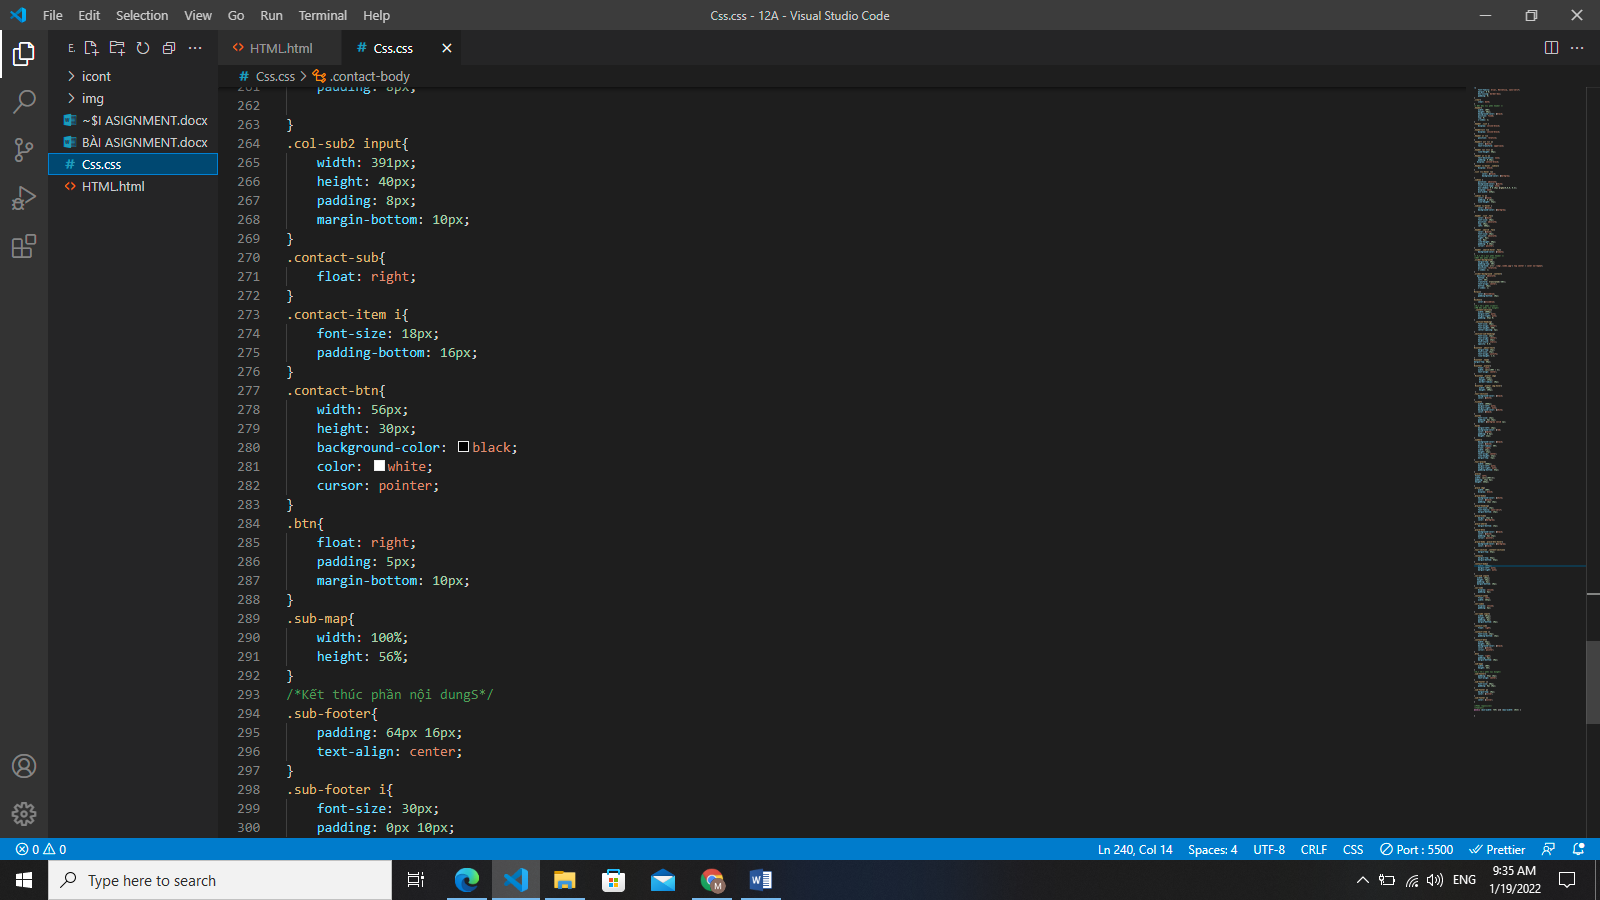 File Edit Selection View Go Run Terminal Help
Css.css - 12A - Visual Studio Code
E.
HTML.html
# Css.css
# Css.css > .contact-body
icont
img
~$I ASIGNMENT.docx
BÀI ASIGNMENT.docx
# Css.css
HTML.html
261 padding: 8px;
262
263 }
264 .col-sub2 input{
265 width: 391px;
266 height: 40px;
267 padding: 8px;
268 margin-bottom: 10px;
269 }
270 .contact-sub{
271 float: right;
272 }
273 .contact-item i{
274 font-size: 18px;
275 padding-bottom: 16px;
276 }
277 .contact-btn{
278 width: 56px;
279 height: 30px;
280 background-color: black;
281 color: white;
282 cursor: pointer;
283 }
284 .btn{
285 float: right;
286 padding: 5px;
287 margin-bottom: 10px;
288 }
289 .sub-map{
290 width: 100%;
291 height: 56%;
292 }
293 /*Kết thúc phần nội dungS*/
294 .sub-footer{
295 padding: 64px 16px;
296 text-align: center;
297 }
298 .sub-footer i{
299 font-size: 30px;
300 padding: 0px 10px;
0 0
Ln 240, Col 14 Spaces: 4 UTF-8 CRLF CSS Port : 5500 Prettier
Type here to search
M
ENG
9:35 AM
1/19/2022